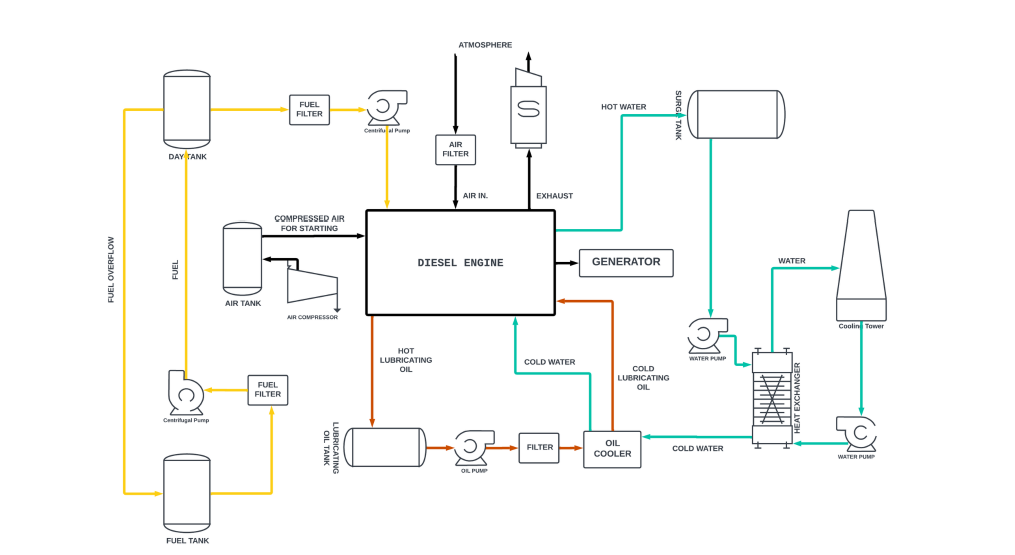 ATMOSPHERE
FUEL
FILTER
Centrifugal Pump
HOT WATER
SURGE TANK
AIR
FILTER
DAY TANK
AIR IN.
EXHAUST
COMPRESSED AIR
FOR STARTING
DIESEL ENGINE
GENERATOR
WATER
FUEL OVERFLOW
FUEL
AIR TANK
AIR COMPRESSOR
Cooling Tower
HOT
LUBRICATING
OIL
COLD WATER
COLD
LUBRICATING
OIL
WATER PUMP
HEAT EXCHANGER
FUEL
FILTER
Centrifugal Pump
LUBRICATING
OIL TANK
OIL PUMP
FILTER
OIL
COOLER
COLD WATER
WATER PUMP
FUEL TANK